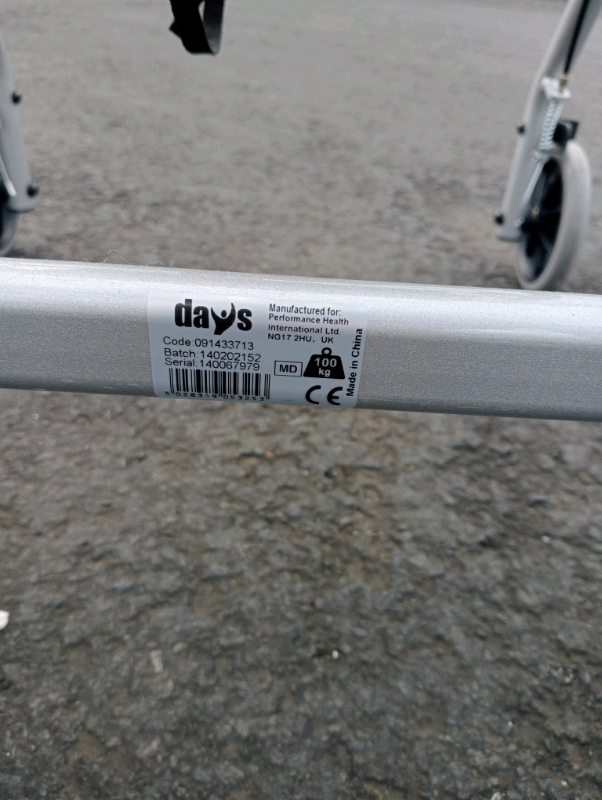 days
Manufactured for:
Performance Health
International Ltd.
NG17 2HU, UK
Code:091433713
Batch:140202152
Serial:140067979
MD
100
kg
CE
Made in China